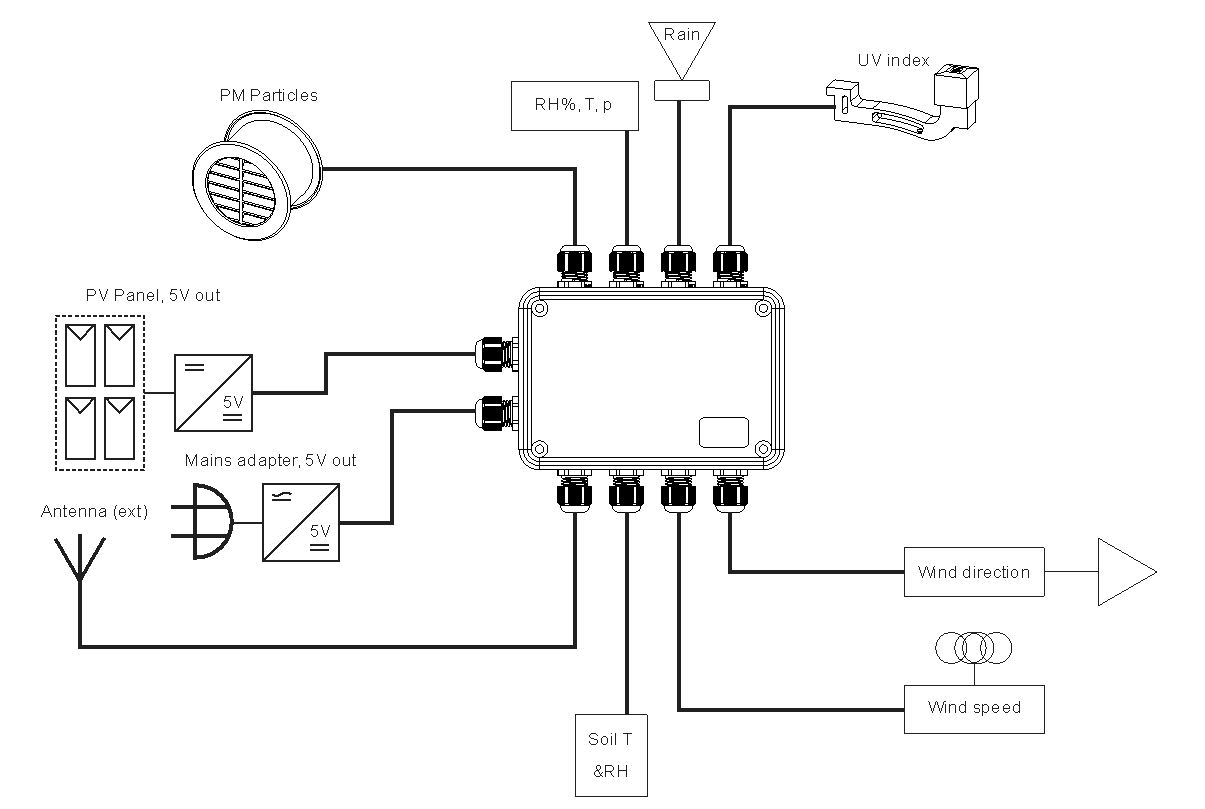 Rain
UV index
PM Particles
RH%, T, p
PV Panel, 5V out
5V
Mains adapter, 5V out
Antenna (ext)
5V
Wind direction
Wind speed
Soil T
&RH